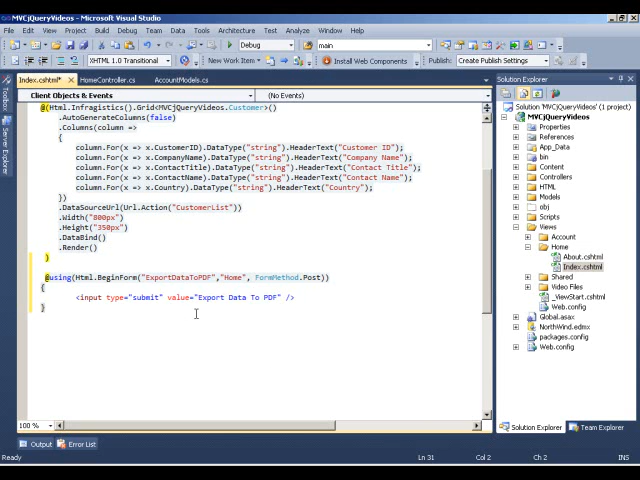 MVCjQueryVideos - Microsoft Visual Studio
File Edit View Project Build Debug Team Data Tools Architecture Test Analyze Window Help
Debug main
XHTML 1.0 Transitional New Work Item Install Web Components Publish: Create Publish Settings
Index.cshtml* HomeController.cs AccountModels.cs
Client Objects & Events (No Events)
@(Html.Infragistics().Grid<MVCjQueryVideos.Customer>()
.AutoGenerateColumns(false)
.Columns(column =>
{
column.For(x => x.CustomerID).DataType("string").HeaderText("Customer ID");
column.For(x => x.CompanyName).DataType("string").HeaderText("Company Name");
column.For(x => x.ContactTitle).DataType("string").HeaderText("Contact Title");
column.For(x => x.ContactName).DataType("string").HeaderText("Contact Name");
column.For(x => x.Country).DataType("string").HeaderText("Country");
})
.DataSourceUrl(Url.Action("CustomerList"))
.Width("800px")
.Height("350px")
.DataBind()
.Render()
)
@using(Html.BeginForm("ExportDataToPDF","Home", FormMethod.Post))
{
<input type="submit" value="Export Data To PDF" />
}
100 %
Toolbox
Server Explorer
Solution Explorer
Solution 'MVCjQueryVideos' (1 project)
MVCjQueryVideos
Properties
References
App_Data
bin
Content
Controllers
HTML
Models
obj
Scripts
Views
Account
Home
About.cshtml
Index.cshtml
Shared
Video Files
_ViewStart.cshtml
Web.config
Global.asax
NorthWind.edmx
packages.config
Web.config
Solution Explorer Team Explorer
Output Error List
Ready Ln 31 Col 2 Ch 2 INS